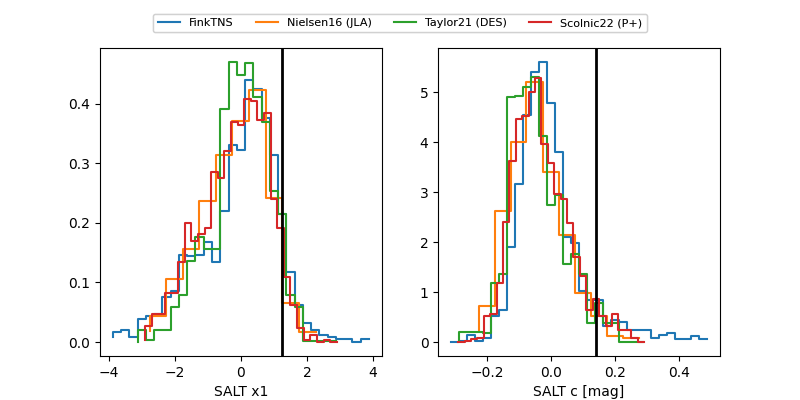 FinkTNS Nielsen16 (JLA) Taylor21 (DES) Scolnic22 (P+)
0.4
0.3
0.2
0.1
0.0
−4 −2 0 2 4
SALT x1
5
4
3
2
1
0
−0.2 0.0 0.2 0.4
SALT c [mag]